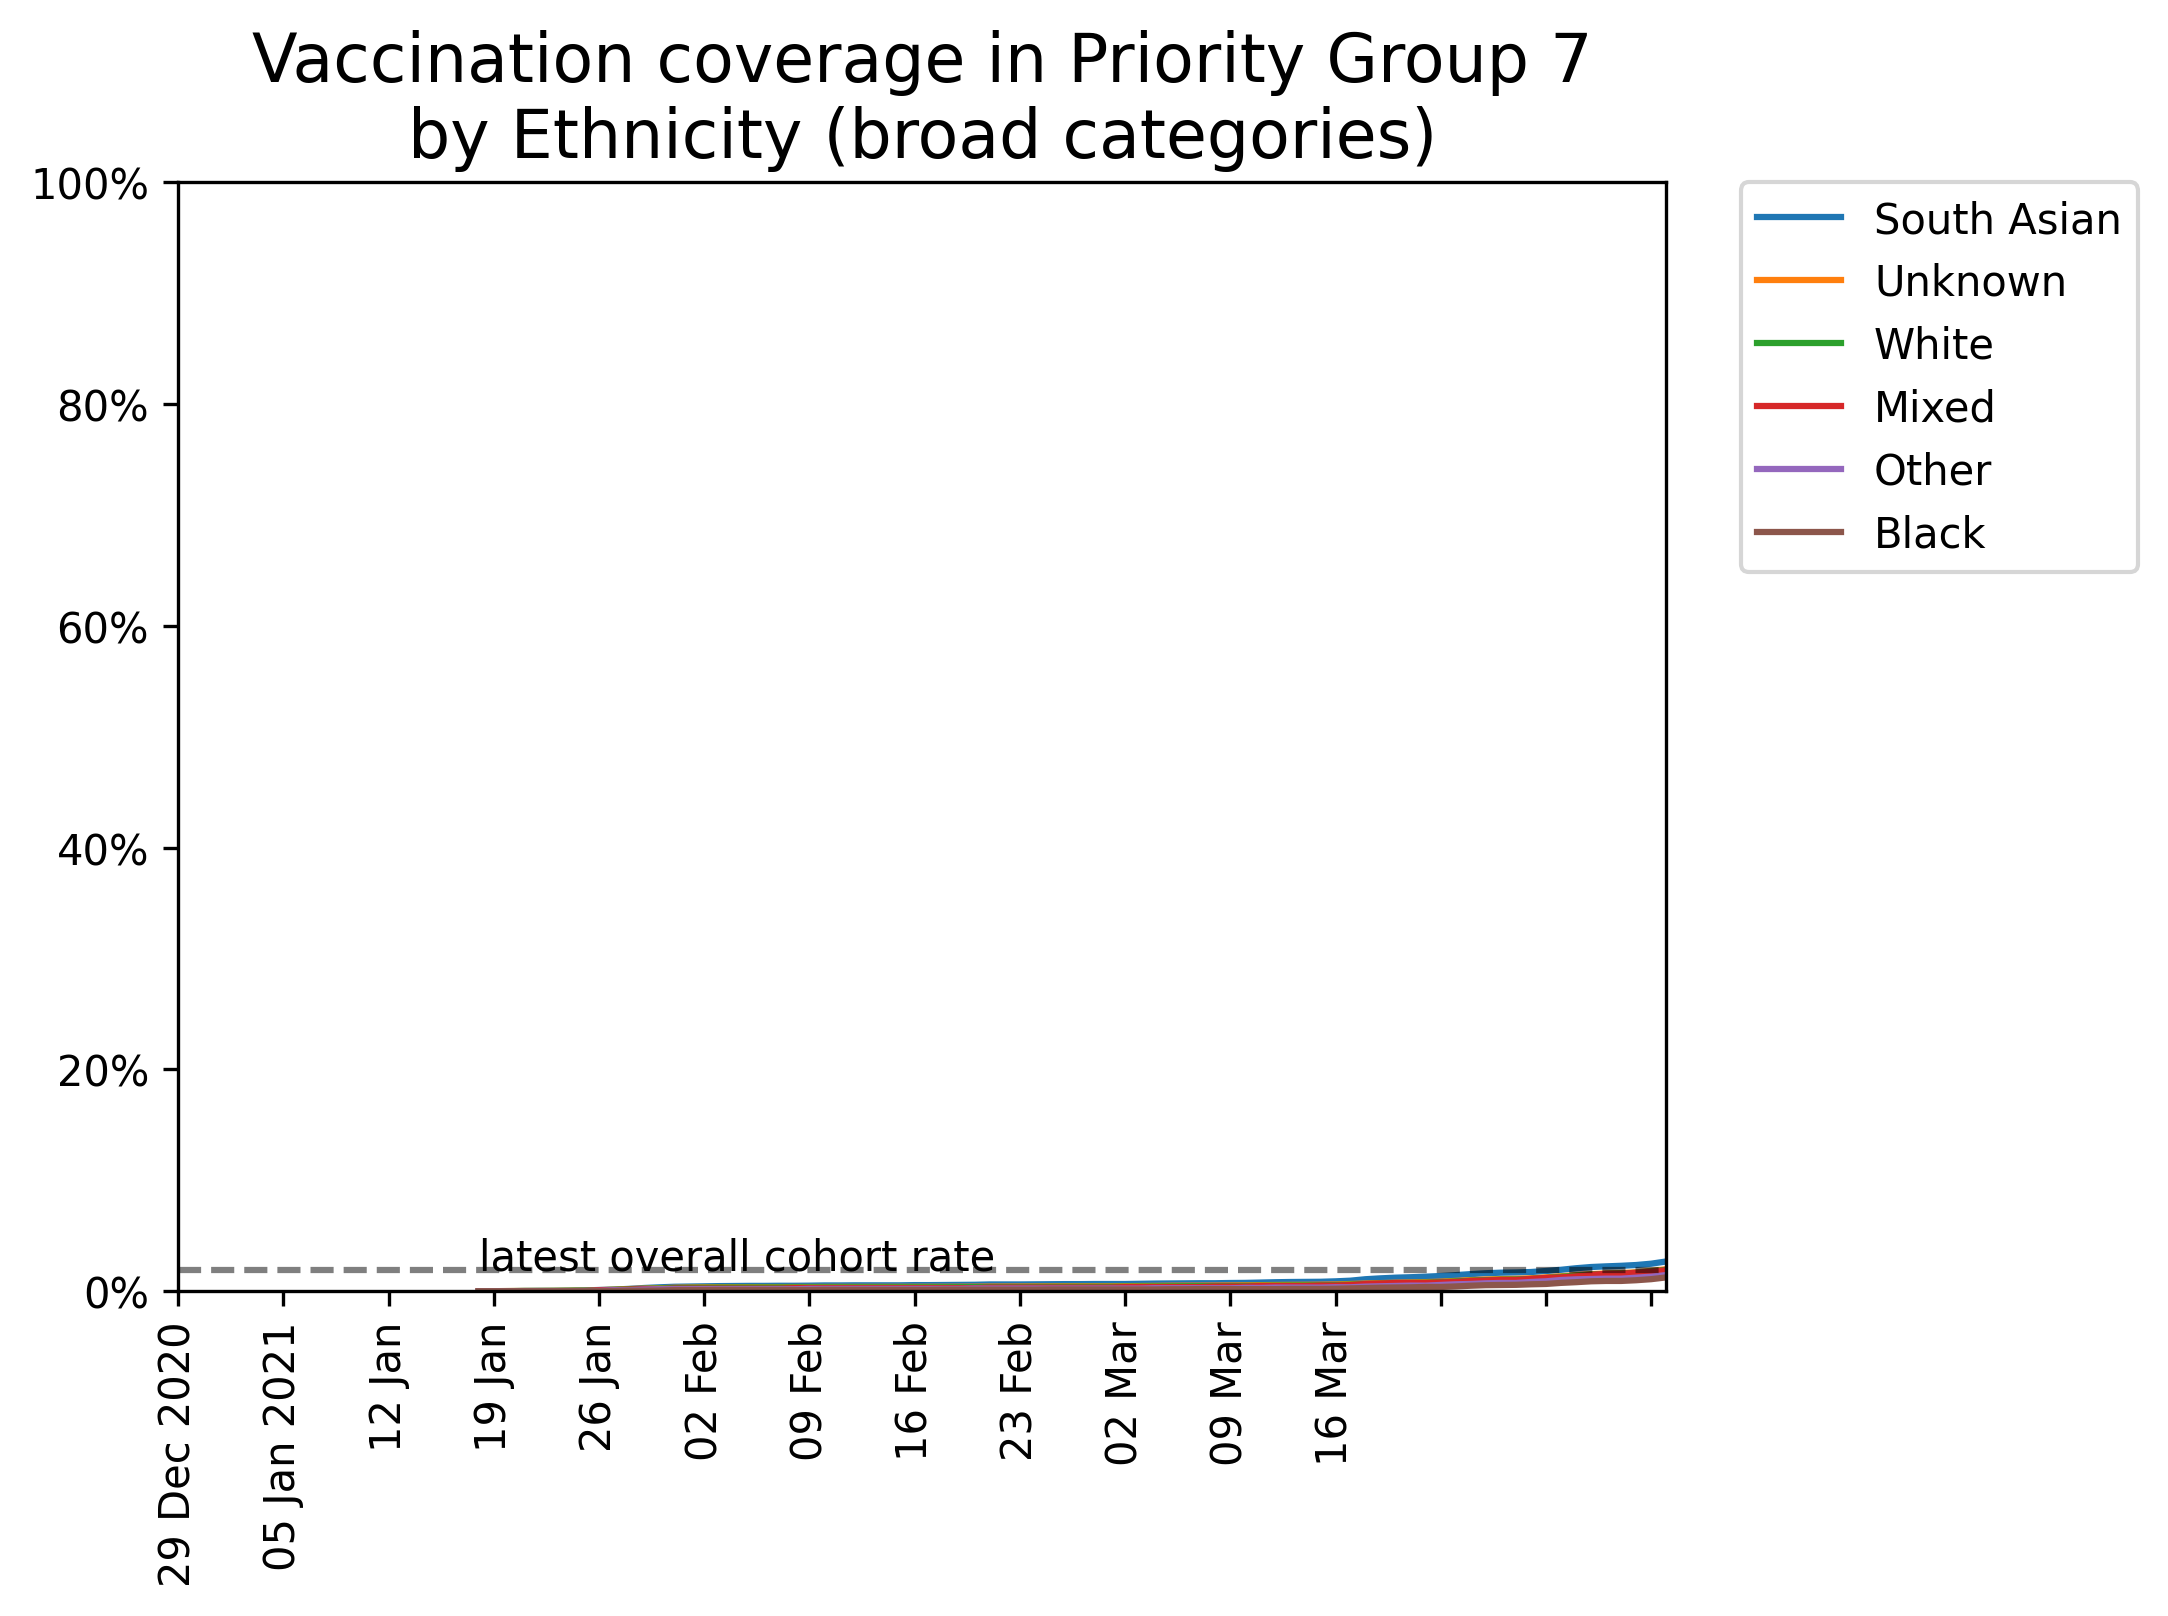 Vaccination coverage in Priority Group 7
by Ethnicity (broad categories)
100%
80%
60%
40%
20%
0%
latest overall cohort rate
29 Dec 2020
05 Jan 2021
12 Jan
19 Jan
26 Jan
02 Feb
09 Feb
16 Feb
23 Feb
02 Mar
09 Mar
16 Mar
South Asian
Unknown
White
Mixed
Other
Black